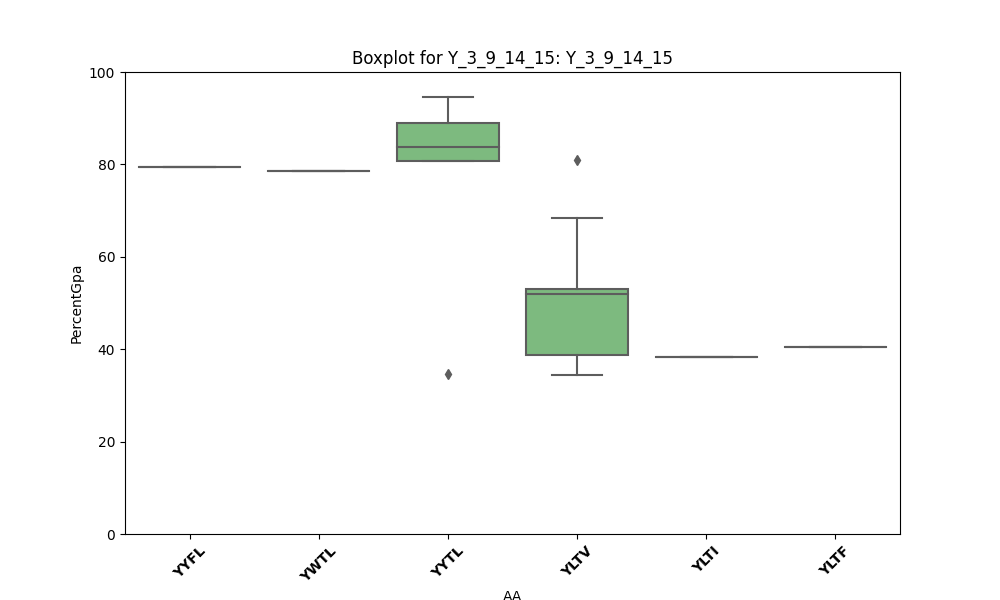 Boxplot for Y_3_9_14_15: Y_3_9_14_15
100
80
60
40
20
0
PercentGpa
YYFL
YWTL
YYTL
YLTV
YLTI
YLTF
AA